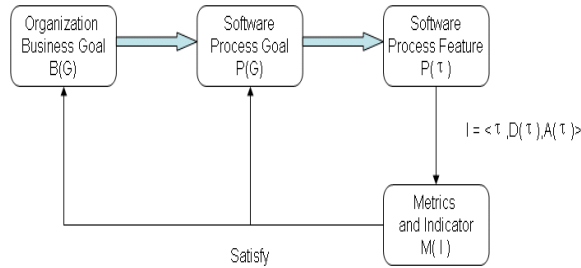 Organization
Business Goal
B(G)
Software
Process Goal
P(G)
Software
Process Feature
P(τ)
I = <τ,D(τ),A(τ)>
Metrics
and Indicator
M(I)
Satisfy